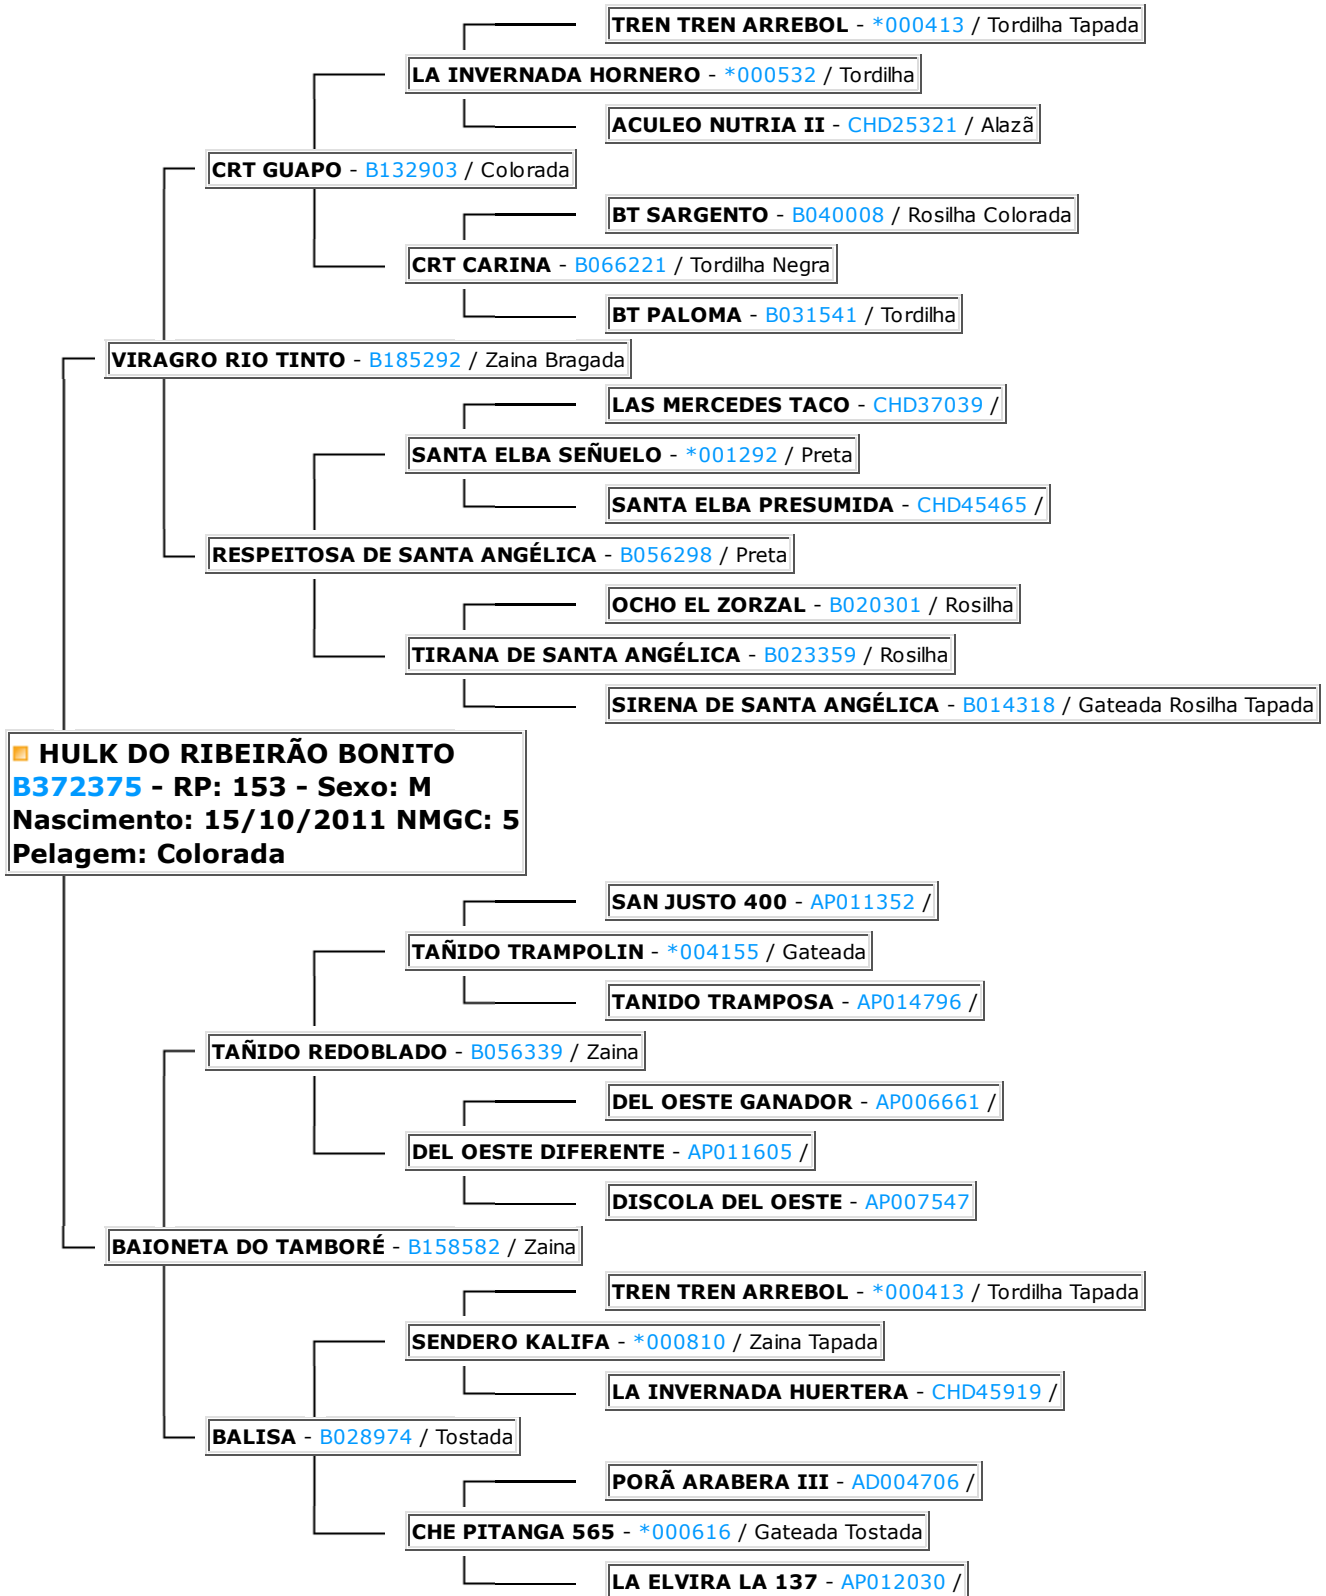 TREN TREN ARREBOL - *000413 / Tordilha Tapada
LA INVERNADA HORNERO - *000532 / Tordilha
ACULEO NUTRIA II - CHD25321 / Alazã
CRT GUAPO - B132903 / Colorada
BT SARGENTO - B040008 / Rosilha Colorada
CRT CARINA - B066221 / Tordilha Negra
BT PALOMA - B031541 / Tordilha
VIRAGRO RIO TINTO - B185292 / Zaina Bragada
LAS MERCEDES TACO - CHD37039 /
SANTA ELBA SEÑUELO - *001292 / Preta
SANTA ELBA PRESUMIDA - CHD45465 /
RESPEITOSA DE SANTA ANGÉLICA - B056298 / Preta
OCHO EL ZORZAL - B020301 / Rosilha
TIRANA DE SANTA ANGÉLICA - B023359 / Rosilha
SIRENA DE SANTA ANGÉLICA - B014318 / Gateada Rosilha Tapada
HULK DO RIBEIRÃO BONITO
B372375 - RP: 153 - Sexo: M
Nascimento: 15/10/2011 NMGC: 5
Pelagem: Colorada
SAN JUSTO 400 - AP011352 /
TAÑIDO TRAMPOLIN - *004155 / Gateada
TANIDO TRAMPOSA - AP014796 /
TAÑIDO REDOBLADO - B056339 / Zaina
DEL OESTE GANADOR - AP006661 /
DEL OESTE DIFERENTE - AP011605 /
DISCOLA DEL OESTE - AP007547
BAIONETA DO TAMBORÉ - B158582 / Zaina
TREN TREN ARREBOL - *000413 / Tordilha Tapada
SENDERO KALIFA - *000810 / Zaina Tapada
LA INVERNADA HUERTERA - CHD45919 /
BALISA - B028974 / Tostada
PORÃ ARABERA III - AD004706 /
CHE PITANGA 565 - *000616 / Gateada Tostada
LA ELVIRA LA 137 - AP012030 /